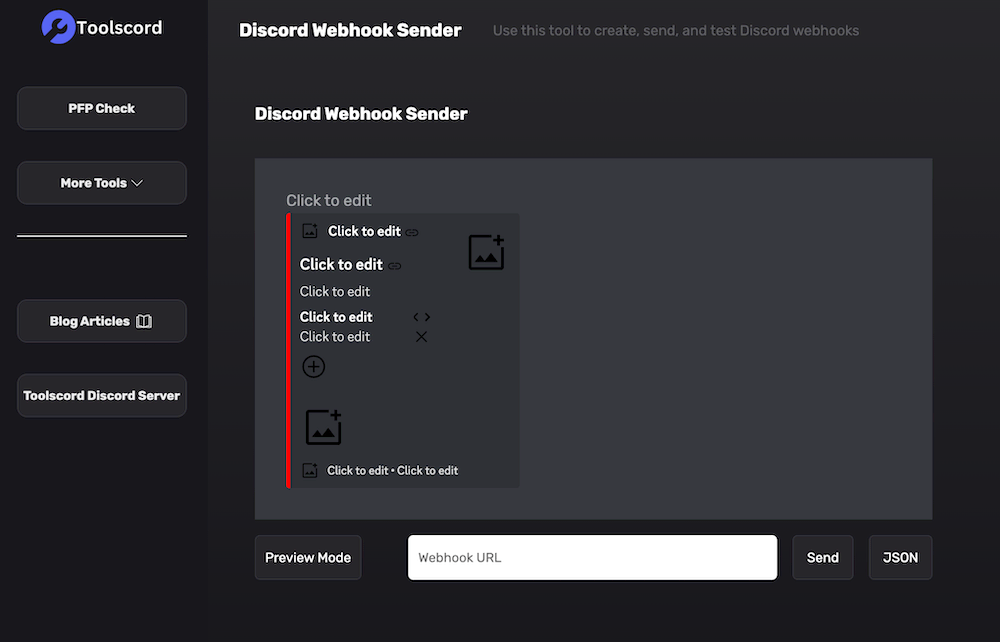 Toolscord
PFP Check
More Tools
Blog Articles
Toolscord Discord Server
Discord Webhook Sender
Use this tool to create, send, and test Discord webhooks
Discord Webhook Sender
Click to edit
Click to edit
Click to edit
Click to edit
Click to edit
Click to edit
Click to edit • Click to edit
Preview Mode
Webhook URL
Send
JSON